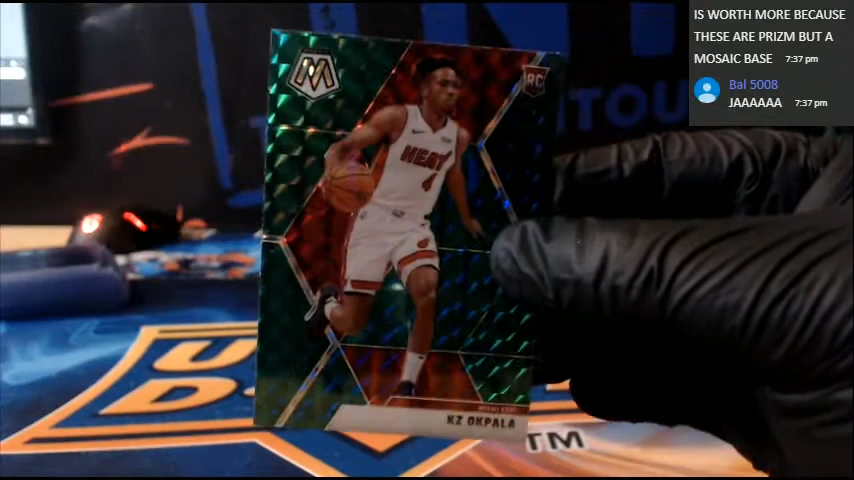 IS WORTH MORE BECAUSE
THESE ARE PRIZM BUT A
MOSAIC BASE 7:37 pm
Bal 5008
JAAAAAA 7:37 pm
M
RC
HEAT
4
KZ OKPALA
U
D
TM